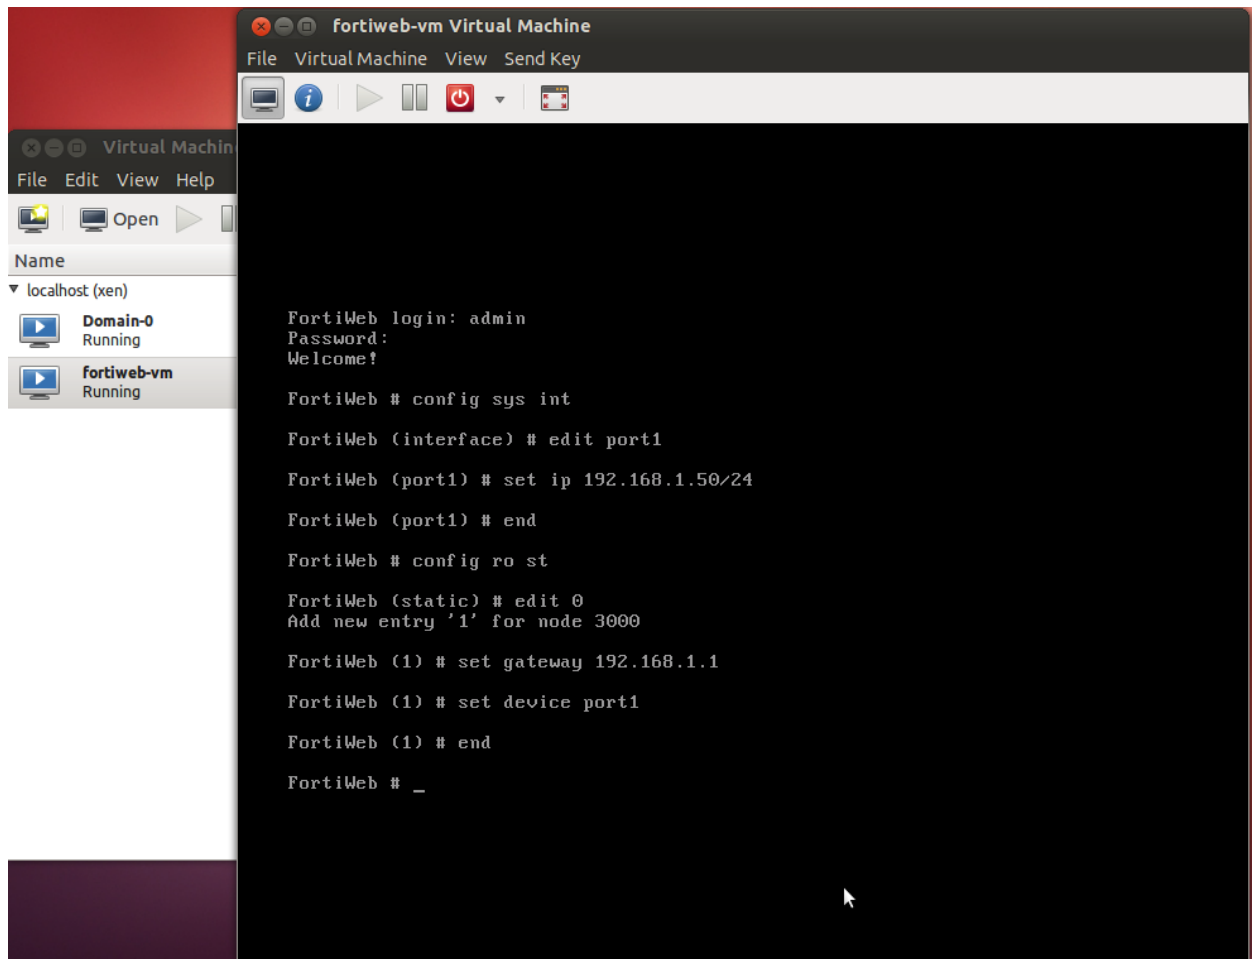 fortiweb-vm Virtual Machine
File Virtual Machine View Send Key
Virtual Machin
File Edit View Help
Open
Name
localhost (xen)
Domain-0
Running
fortiweb-vm
Running
FortiWeb login: admin
Password:
Welcome!
FortiWeb # config sys int
FortiWeb (interface) # edit port1
FortiWeb (port1) # set ip 192.168.1.50/24
FortiWeb (port1) # end
FortiWeb # config ro st
FortiWeb (static) # edit 0
Add new entry '1' for node 3000
FortiWeb (1) # set gateway 192.168.1.1
FortiWeb (1) # set device port1
FortiWeb (1) # end
FortiWeb # _